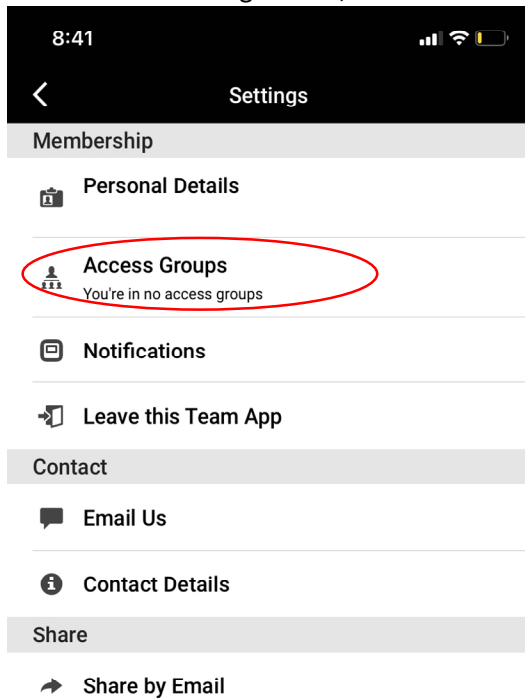 8:41
Settings
Membership
Personal Details
Access Groups
You're in no access groups
Notifications
Leave this Team App
Contact
Email Us
Contact Details
Share
Share by Email